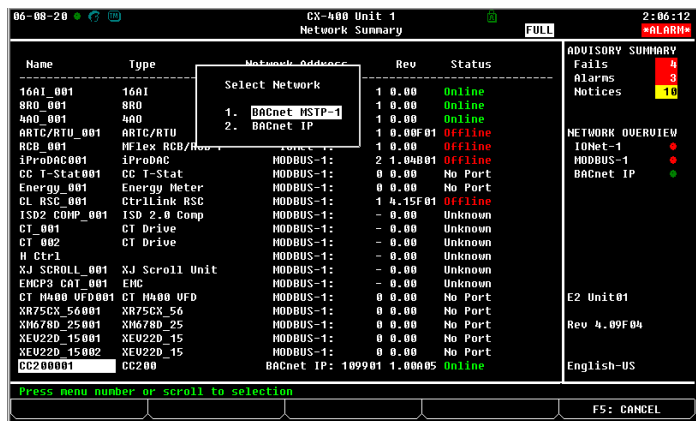 06-08-20 CX-400 Unit 1 2:06:12
Network Summary FULL *ALARM*
ADVISORY SUMMARY
Name Type Network Address Rev Status Fails 4
Alarms 3
Notices 10
Select Network
1. BACnet MSTP-1
2. BACnet IP
16AI_001 16AI 1 0.00 Online
8RO_001 8RO 1 0.00 Online
4AO_001 4AO 1 0.00 Online
ARTC/RTU_001 ARTC/RTU 1 0.00F01 Offline NETWORK OVERVIEW
RCB_001 MFlex RCB/ 1 0.00 Offline IONet-1
iProDAC001 iProDAC MODBUS-1: 2 1.04B01 Offline MODBUS-1
CC T-Stat001 CC T-Stat MODBUS-1: 0 0.00 No Port BACnet IP
Energy_001 Energy Meter MODBUS-1: 0 0.00 No Port
CL RSC_001 CtrlLink RSC MODBUS-1: 1 4.15F01 Offline
ISD2 COMP_001 ISD 2.0 Comp MODBUS-1: - 0.00 Unknown
CT_001 CT Drive MODBUS-1: - 0.00 Unknown
CT 002 CT Drive MODBUS-1: - 0.00 Unknown
H Ctrl MODBUS-1: - 0.00 Unknown
XJ SCROLL_001 XJ Scroll Unit MODBUS-1: - 0.00 Unknown
EMCP3 CAT_001 EMC MODBUS-1: - 0.00 Unknown
CT M400 VFD001 CT M400 VFD MODBUS-1: 0 0.00 No Port E2 Unit01
XR75CX_56001 XR75CX_56 MODBUS-1: 0 0.00 No Port
XM678D_25001 XM678D_25 MODBUS-1: 0 0.00 No Port Rev 4.09F04
XEV22D_15001 XEV22D_15 MODBUS-1: 0 0.00 No Port
XEV22D_15002 XEV22D_15 MODBUS-1: 0 0.00 No Port
CC200001 CC200 BACnet IP: 109901 1.00A05 Online English-US
Press menu number or scroll to selection
F5: CANCEL